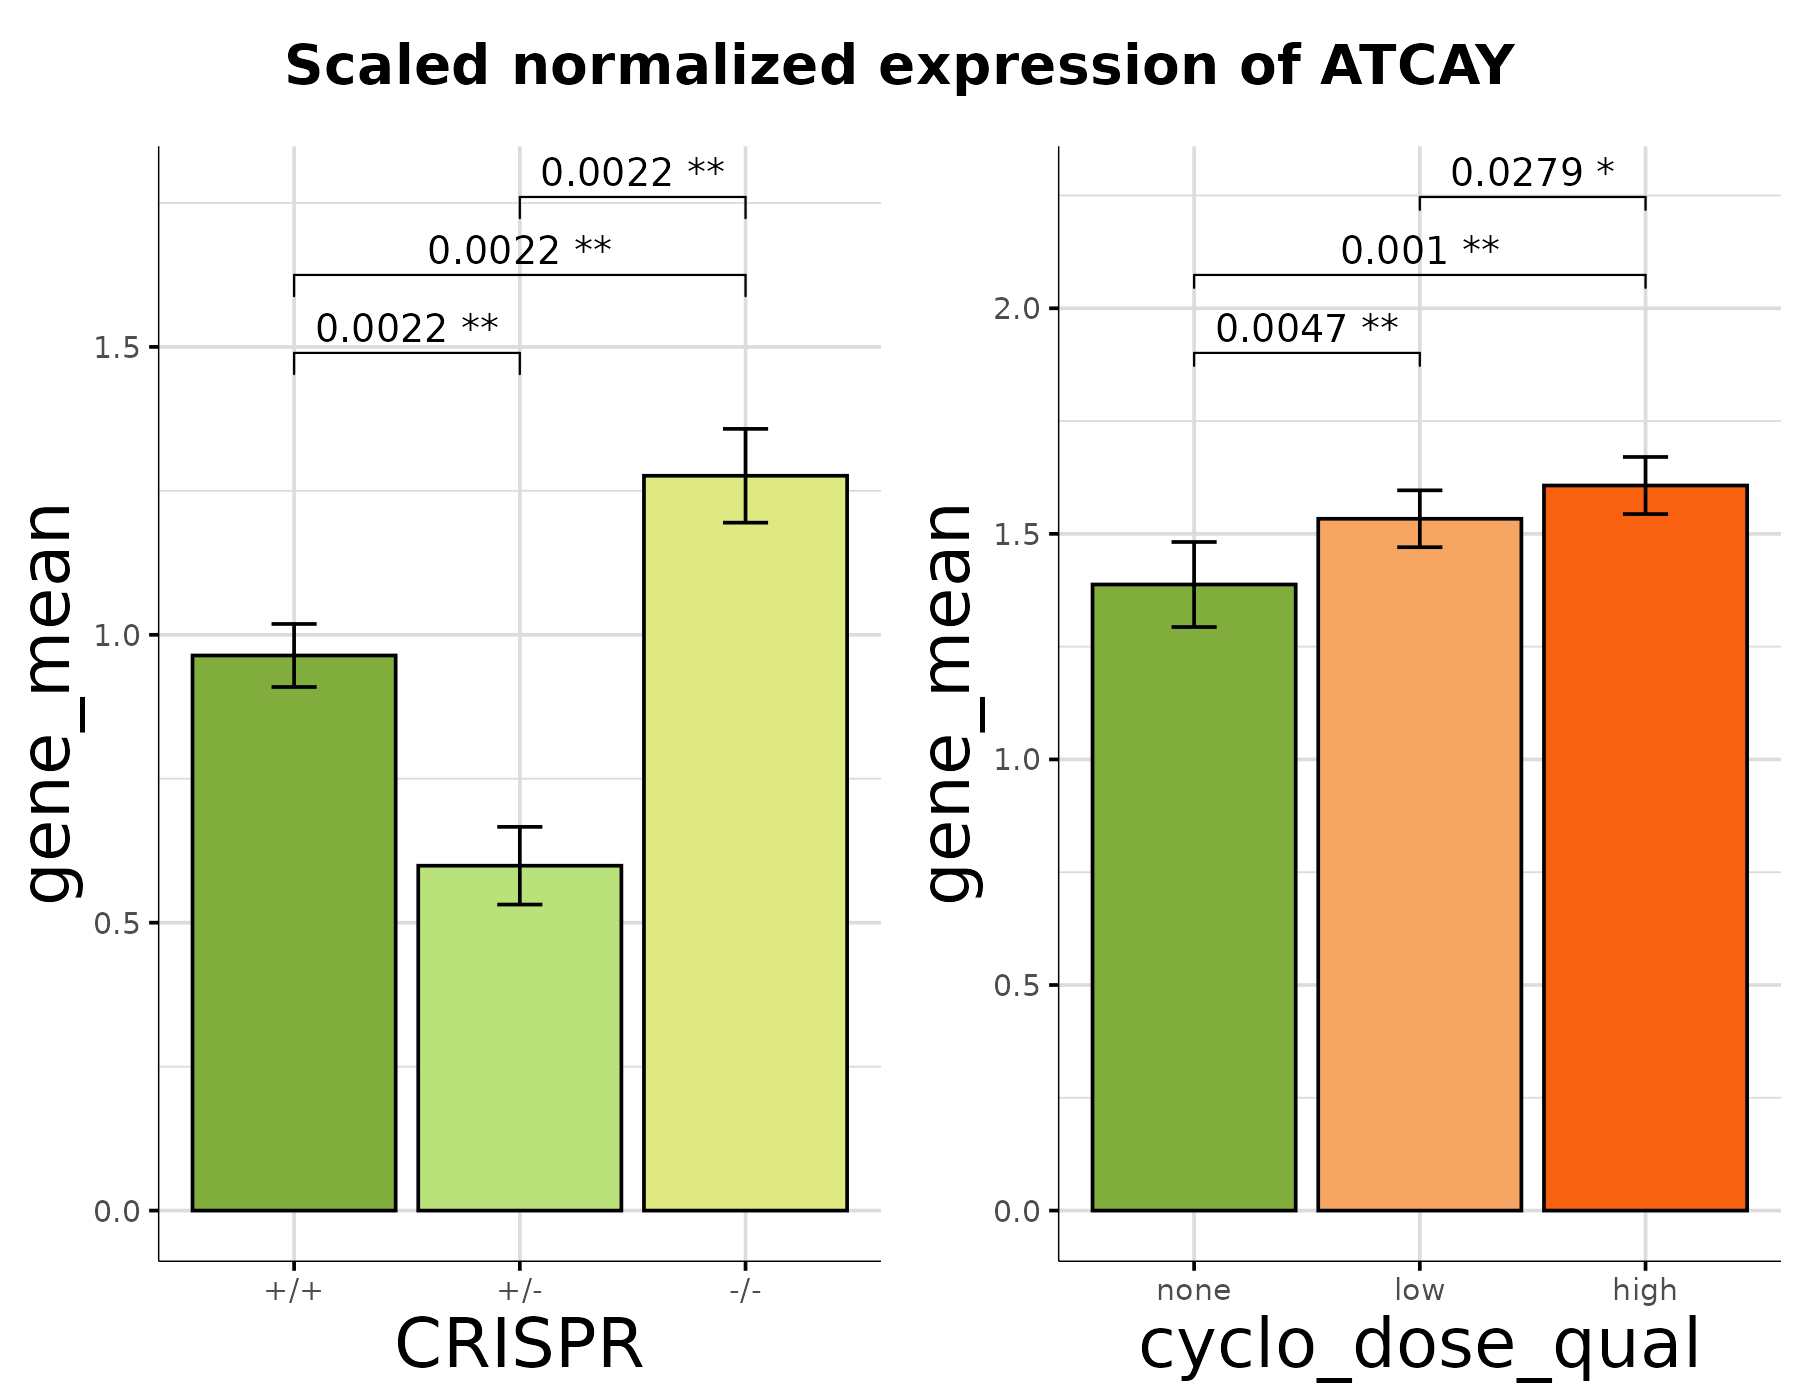 Scaled normalized expression of ATCAY
gene_mean
1.5
1.0
0.5
0.0
0.0022 **
0.0022 **
0.0022 **
+/+ +/- -/-
CRISPR
gene_mean
2.0
1.5
1.0
0.5
0.0
0.0279 *
0.001 **
0.0047 **
none low high
cyclo_dose_qual